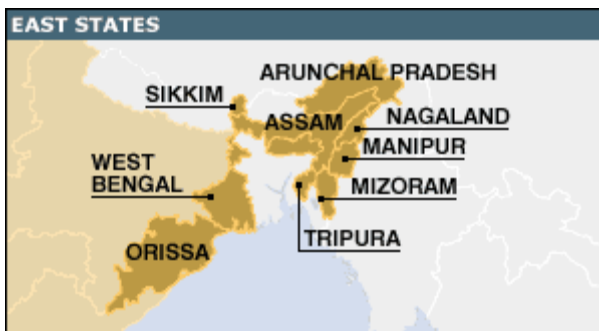 EAST STATES
ARUNCHAL PRADESH
SIKKIM
ASSAM
NAGALAND
MANIPUR
WEST
BENGAL
MIZORAM
TRIPURA
ORISSA